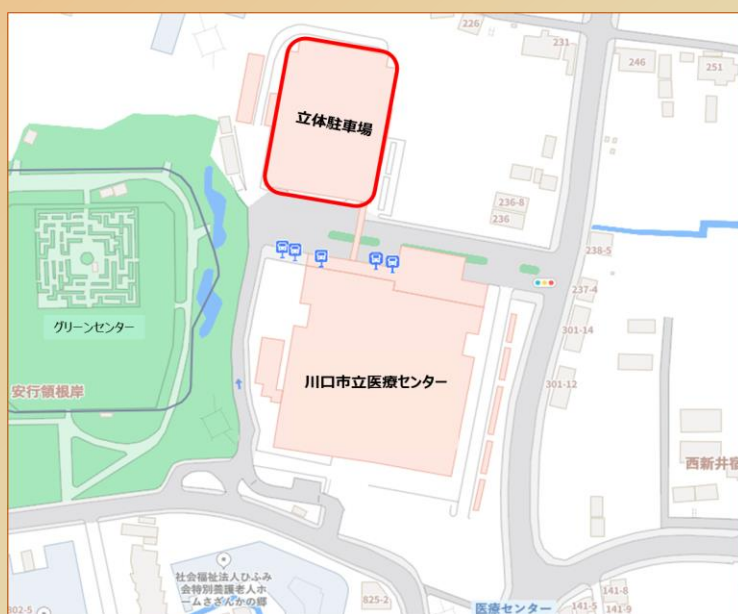 226
231
246
251
立体駐車場
236-8
236
238-5
237-4
グリーンセンター
301-14
川口市立医療センター
301-12
安行領根岸
西新井宿
社会福祉法人ひふみ
会特別養護老人ホ
ームさざんかの郷
825-2
802-5
医療センター
141-8
141-5
141-9